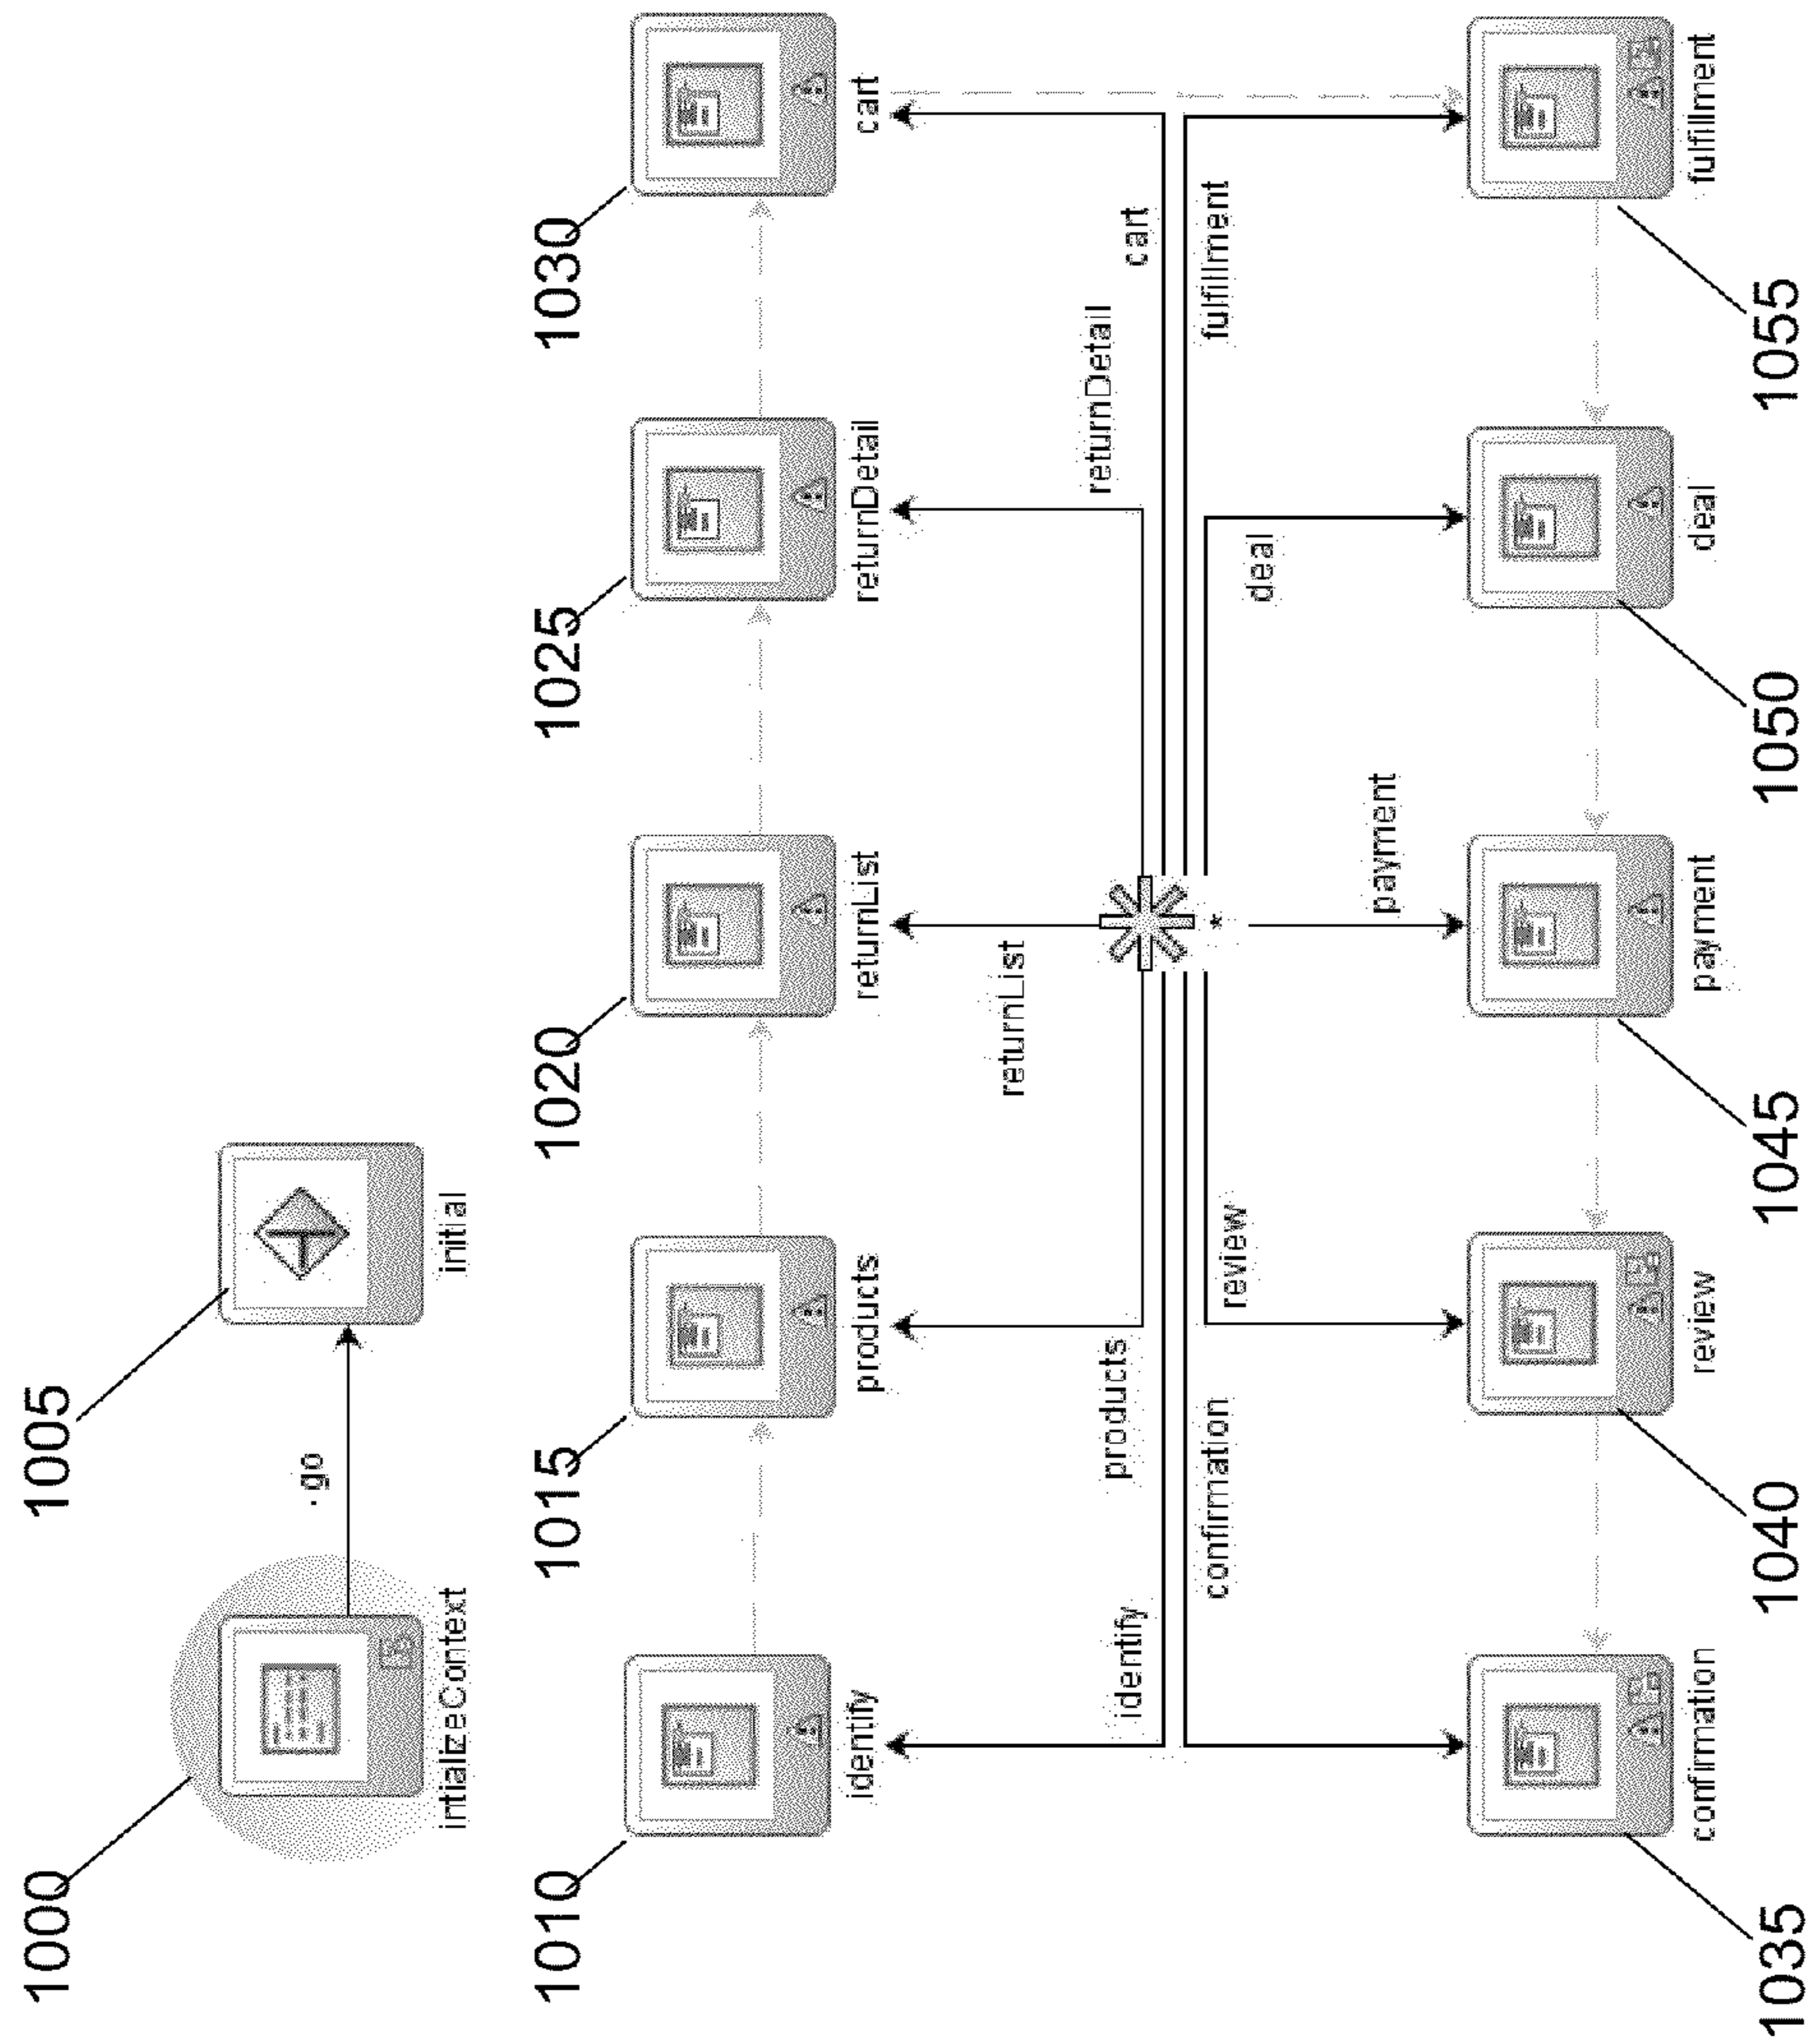 1000
1005
.go
intializeContext
initial
1010
1015
1020
1025
1030
identify
products
returnList
returnDetail
cart
returnList
returnDetail
identify
products
cart
*
confirmation
review
fulfillment
deal
payment
confirmation
review
payment
deal
fulfillment
1035
1040
1045
1050
1055